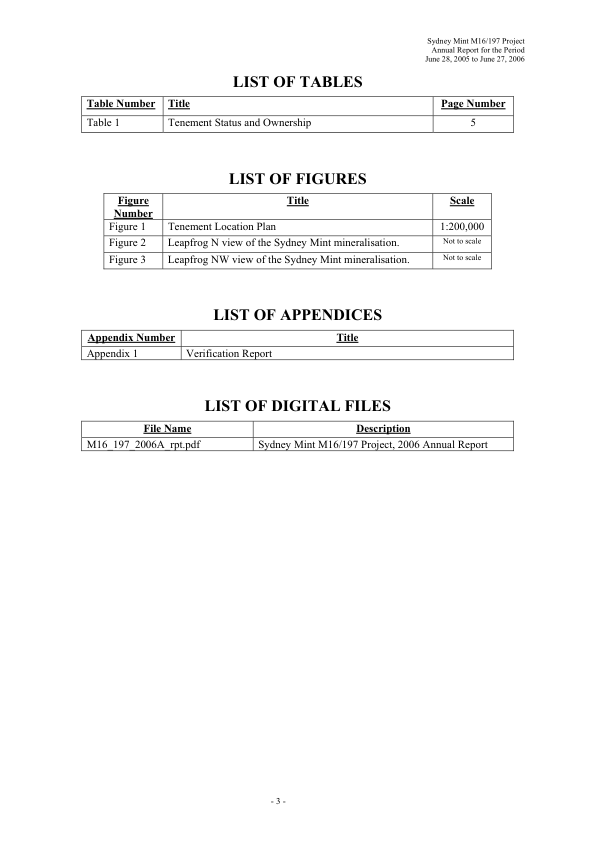 Sydney Mint M16/197 Project
Annual Report for the Period
June 28, 2005 to June 27, 2006
LIST OF TABLES
Table Number Title Page Number
Table 1 Tenement Status and Ownership 5
LIST OF FIGURES
Figure Number Title Scale
Figure 1 Tenement Location Plan 1:200,000
Figure 2 Leapfrog N view of the Sydney Mint mineralisation. Not to scale
Figure 3 Leapfrog NW view of the Sydney Mint mineralisation. Not to scale
LIST OF APPENDICES
Appendix Number Title
Appendix 1 Verification Report
LIST OF DIGITAL FILES
File Name Description
M16_197_2006A_rpt.pdf Sydney Mint M16/197 Project, 2006 Annual Report
- 3 -